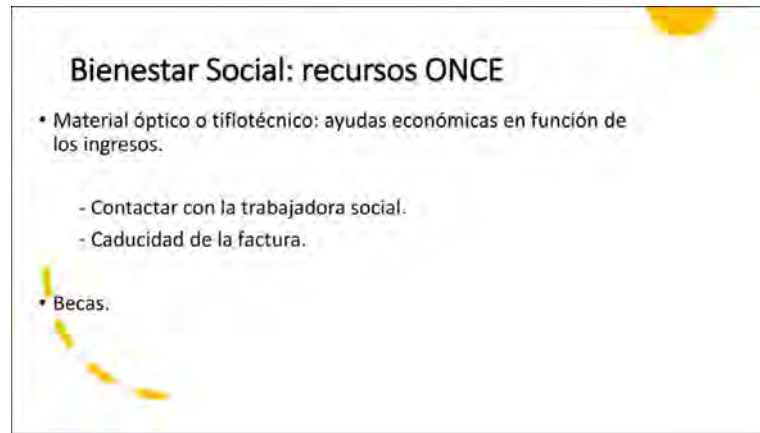 Bienestar Social: recursos ONCE
• Material óptico o tiflotécnico: ayudas económicas en función de
los ingresos.
- Contactar con la trabajadora social.
- Caducidad de la factura.
• Becas.